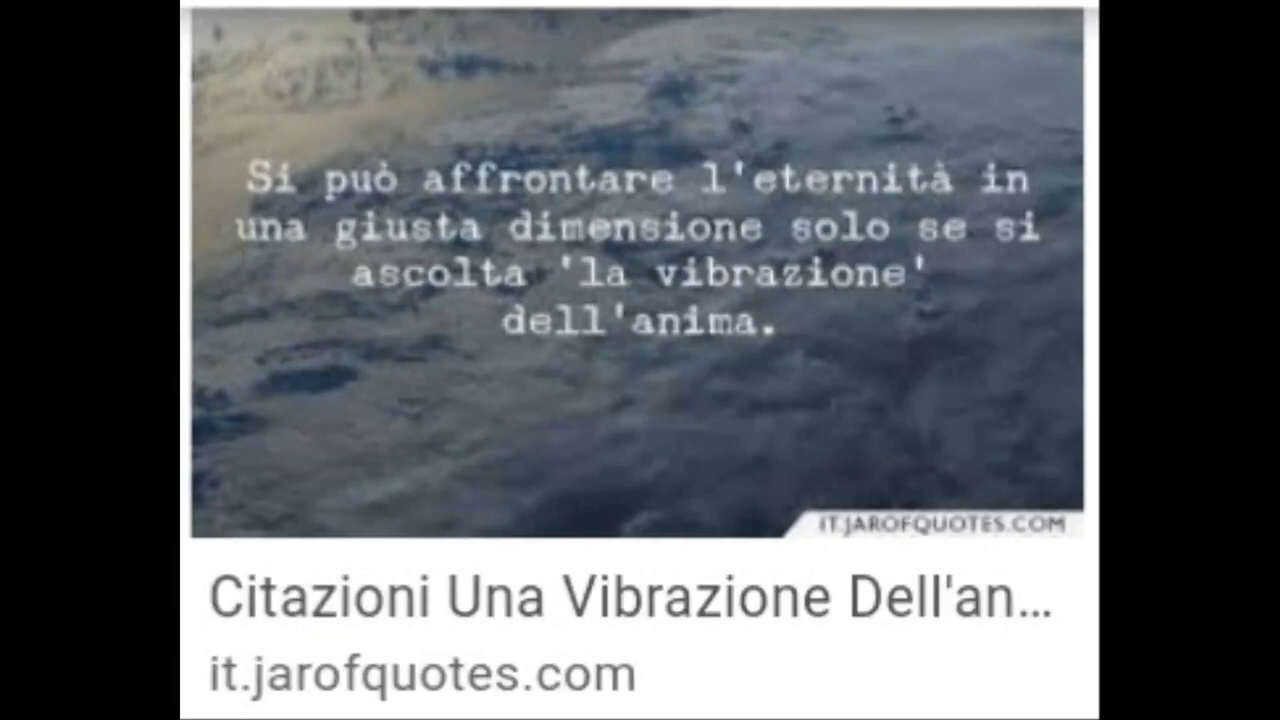 Si può affrontare l'eternità in
una giusta dimensione solo se si
ascolta 'la vibrazione'
dell'anima.
IT.JAROFQUOTES.COM
Citazioni Una Vibrazione Dell'an...
it.jarofquotes.com